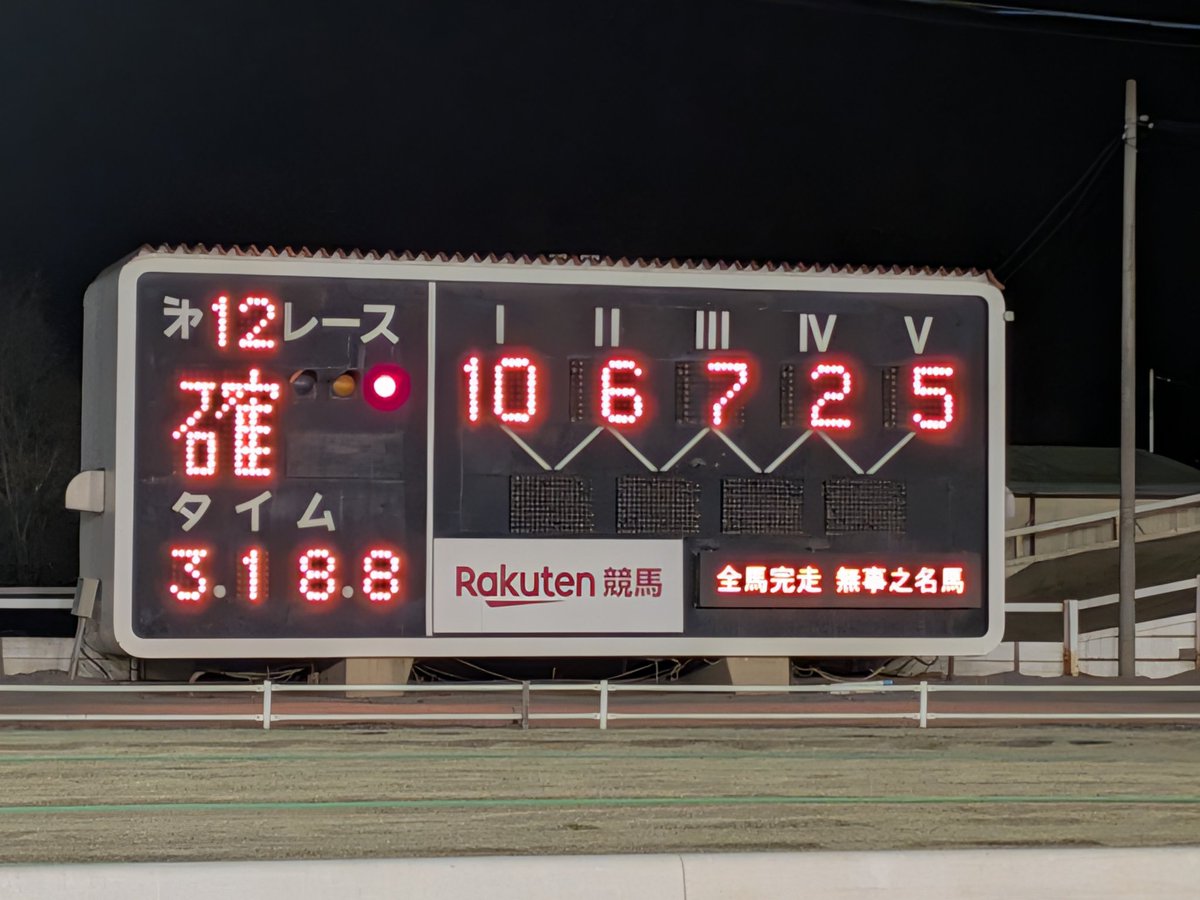 第12レース
確
タイム
3.18.8
I II III IV V
10 6 7 2 5
Rakuten 競馬
全馬完走 無事之名馬